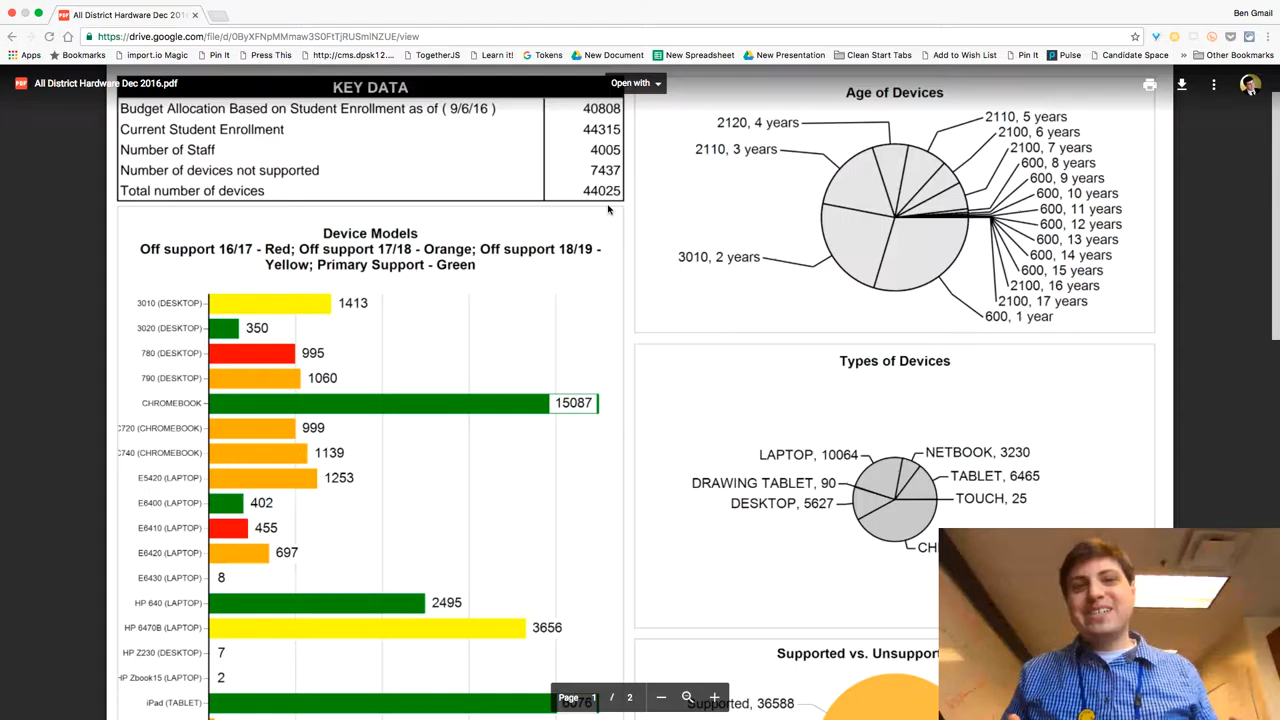 All District Hardware Dec 2016
Ben Gmail
https://drive.google.com/file/d/0ByXFNpMMmaw3S0FtTjRUSmlNZUE/view
Apps
Bookmarks
import.io Magic
Pin It
Press This
http://cms.dpsk12...
TogetherJS
Learn it!
Tokens
New Document
New Spreadsheet
New Presentation
Clean Start Tabs
Add to Wish List
Pin It
Pulse
Candidate Space
»
Other Bookmarks
PDF
All District Hardware Dec 2016.pdf
Open with
KEY DATA
Budget Allocation Based on Student Enrollment as of ( 9/6/16 ) 40808
Current Student Enrollment 44315
Number of Staff 4005
Number of devices not supported 7437
Total number of devices 44025
Device Models
Off support 16/17 - Red; Off support 17/18 - Orange; Off support 18/19 -
Yellow; Primary Support - Green
3010 (DESKTOP) 1413
3020 (DESKTOP) 350
780 (DESKTOP) 995
790 (DESKTOP) 1060
CHROMEBOOK 15087
C720 (CHROMEBOOK) 999
C740 (CHROMEBOOK) 1139
E5420 (LAPTOP) 1253
E6400 (LAPTOP) 402
E6410 (LAPTOP) 455
E6420 (LAPTOP) 697
E6430 (LAPTOP) 8
HP 640 (LAPTOP) 2495
HP 6470B (LAPTOP) 3656
HP Z230 (DESKTOP) 7
HP Zbook15 (LAPTOP) 2
iPad (TABLET)
Page 1 / 2
Age of Devices
2120, 4 years
2110, 3 years
3010, 2 years
2110, 5 years
2100, 6 years
2100, 7 years
600, 8 years
600, 9 years
600, 10 years
600, 11 years
600, 12 years
600, 13 years
600, 14 years
600, 15 years
2100, 16 years
2100, 17 years
600, 1 year
Types of Devices
LAPTOP, 10064
DRAWING TABLET, 90
DESKTOP, 5627
NETBOOK, 3230
TABLET, 6465
TOUCH, 25
Supported vs. Unsupport
Supported, 36588